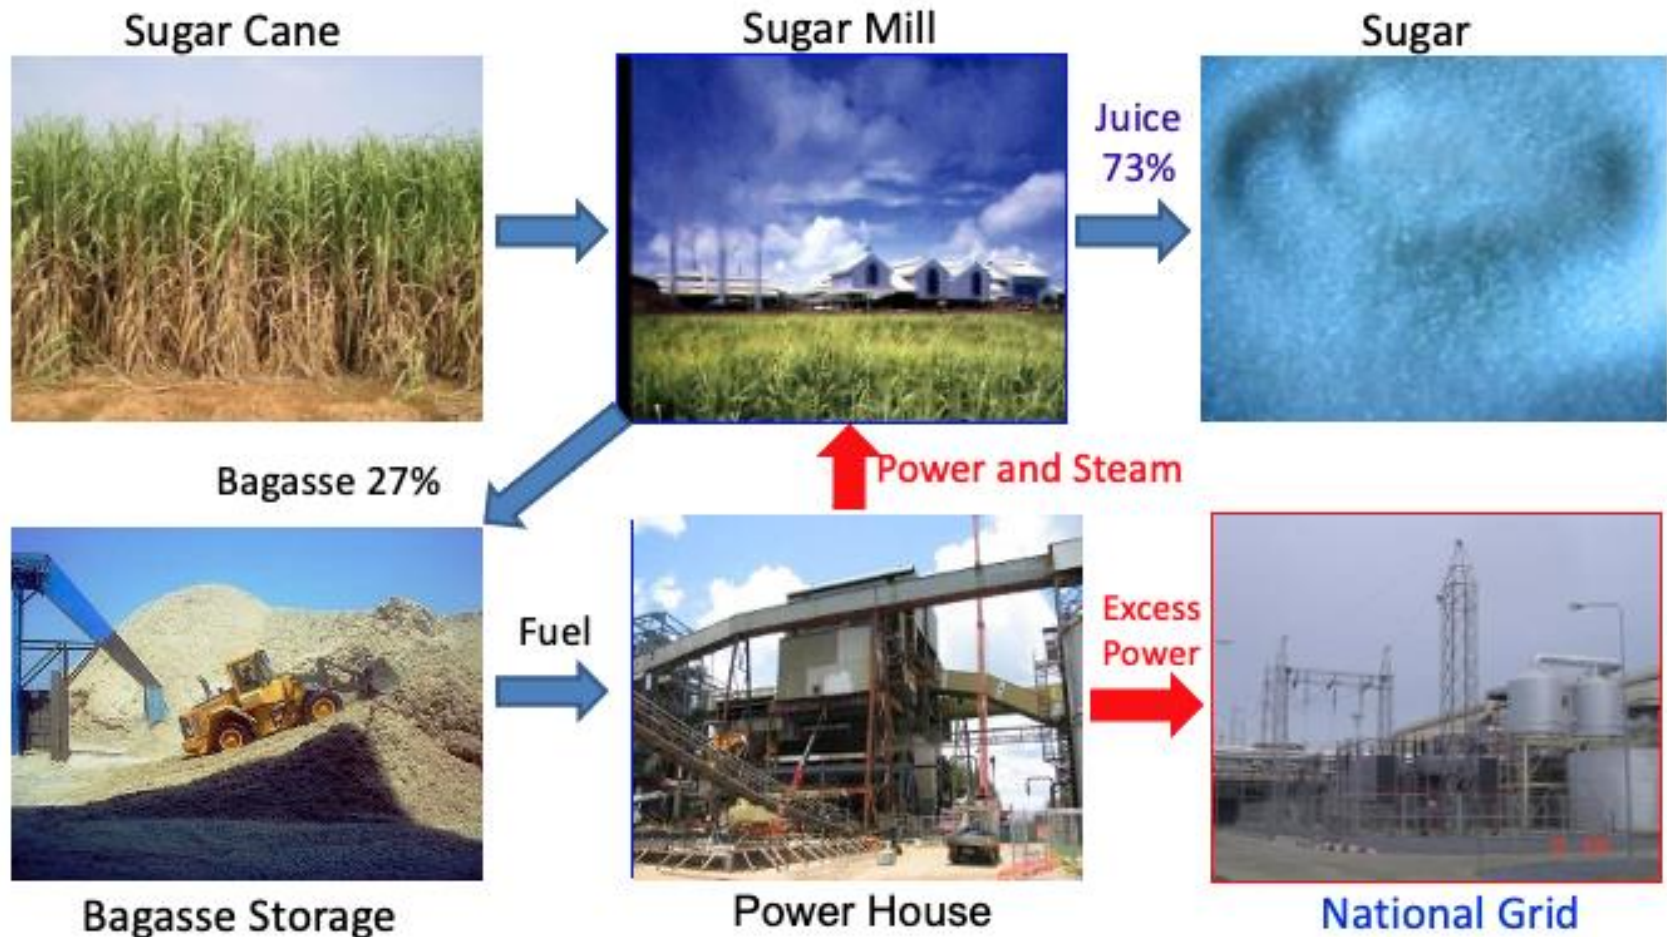 Sugar Cane
Sugar Mill
Sugar
Juice
73%
Bagasse 27%
Power and Steam
Fuel
Excess
Power
Bagasse Storage
Power House
National Grid